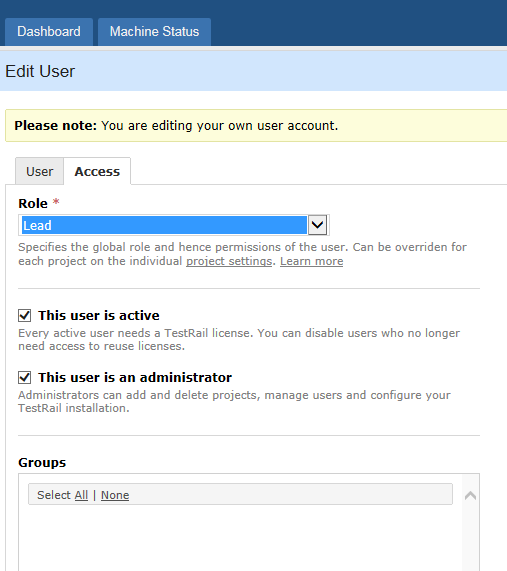 Dashboard Machine Status
Edit User
Please note: You are editing your own user account.
User Access
Role *
Lead
Specifies the global role and hence permissions of the user. Can be overriden for
each project on the individual project settings. Learn more
This user is active
Every active user needs a TestRail license. You can disable users who no longer
need access to reuse licenses.
This user is an administrator
Administrators can add and delete projects, manage users and configure your
TestRail installation.
Groups
Select All | None